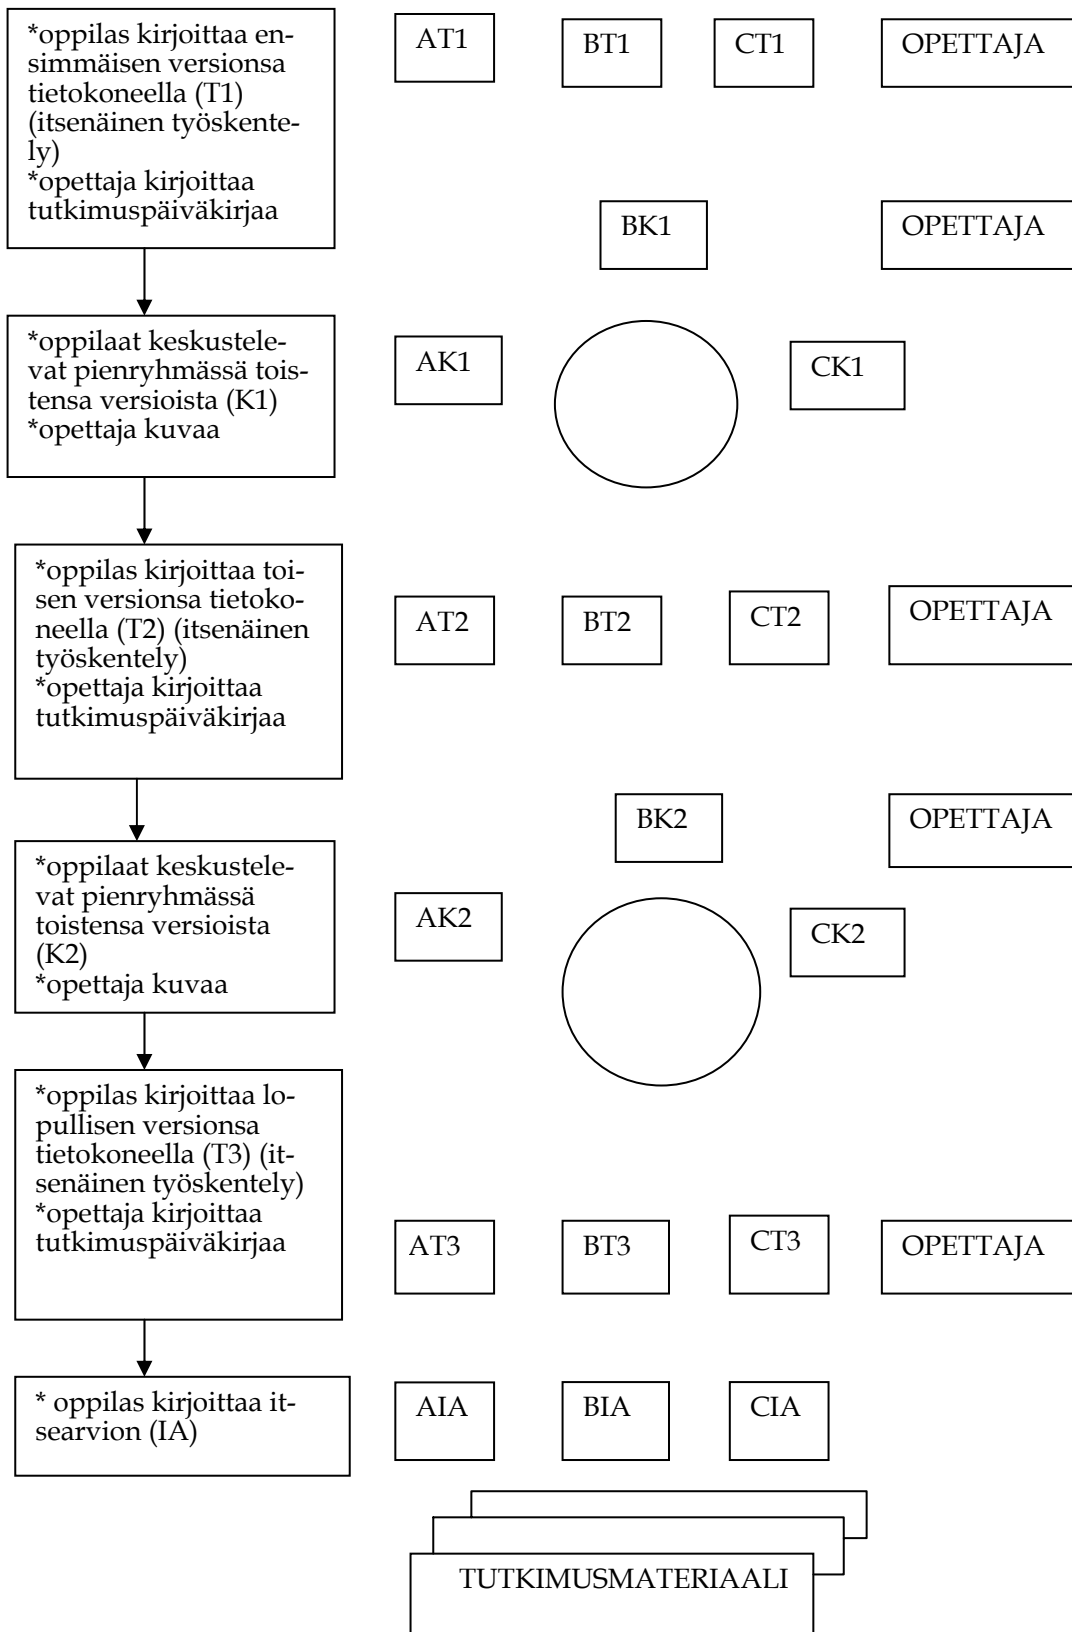 *oppilas kirjoittaa en-
simmäisen versionsa
tietokoneella (T1)
(itsenäinen työskente-
ly)
*opettaja kirjoittaa
tutkimuspäiväkirjaa
AT1
BT1
CT1
OPETTAJA
BK1
OPETTAJA
*oppilaat keskustele-
vat pienryhmässä tois-
tensa versioista (K1)
*opettaja kuvaa
AK1
CK1
*oppilas kirjoittaa toi-
sen versionsa tietoko-
neella (T2) (itsenäinen
työskentely)
*opettaja kirjoittaa
tutkimuspäiväkirjaa
AT2
BT2
CT2
OPETTAJA
BK2
OPETTAJA
*oppilaat keskustele-
vat pienryhmässä
toistensa versioista
(K2)
*opettaja kuvaa
AK2
CK2
*oppilas kirjoittaa lo-
pullisen versionsa
tietokoneella (T3) (it-
senäinen työskentely)
*opettaja kirjoittaa
tutkimuspäiväkirjaa
AT3
BT3
CT3
OPETTAJA
* oppilas kirjoittaa it-
searvion (IA)
AIA
BIA
CIA
TUTKIMUSMATERIAALI